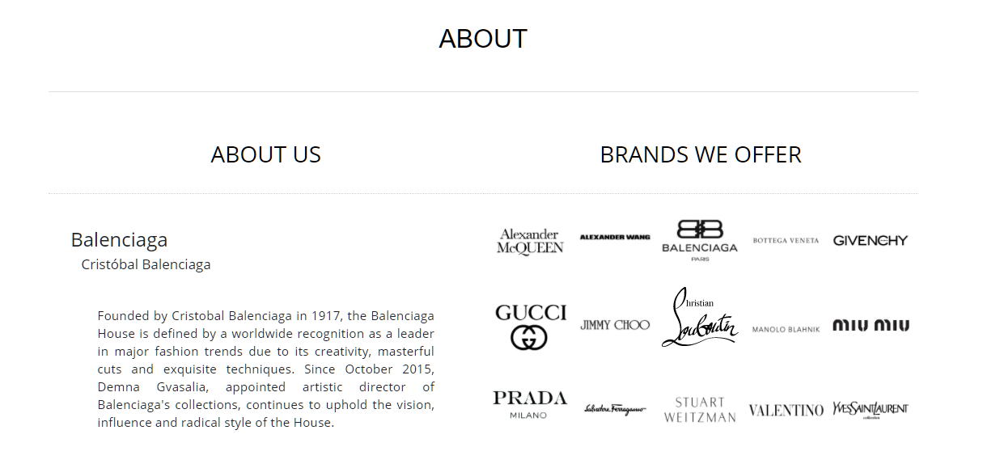 ABOUT
ABOUT US
BRANDS WE OFFER
Balenciaga
Cristóbal Balenciaga
Founded by Cristobal Balenciaga in 1917, the Balenciaga
House is defined by a worldwide recognition as a leader
in major fashion trends due to its creativity, masterful
cuts and exquisite techniques. Since October 2015,
Demna Gvasalia, appointed artistic director of
Balenciaga's collections, continues to uphold the vision,
influence and radical style of the House.
Alexander
McQUEEN
ALEXANDER WANG
BB
BALENCIAGA
PARIS
BOTTEGA VENETA
GIVENCHY
GUCCI
JIMMY CHOO
Christian
Louboutin
MANOLO BLAHNIK
miu miu
PRADA
MILANO
Salvatore Ferragamo
STUART
WEITZMAN
VALENTINO
YVESSAINTLAURENT
collection